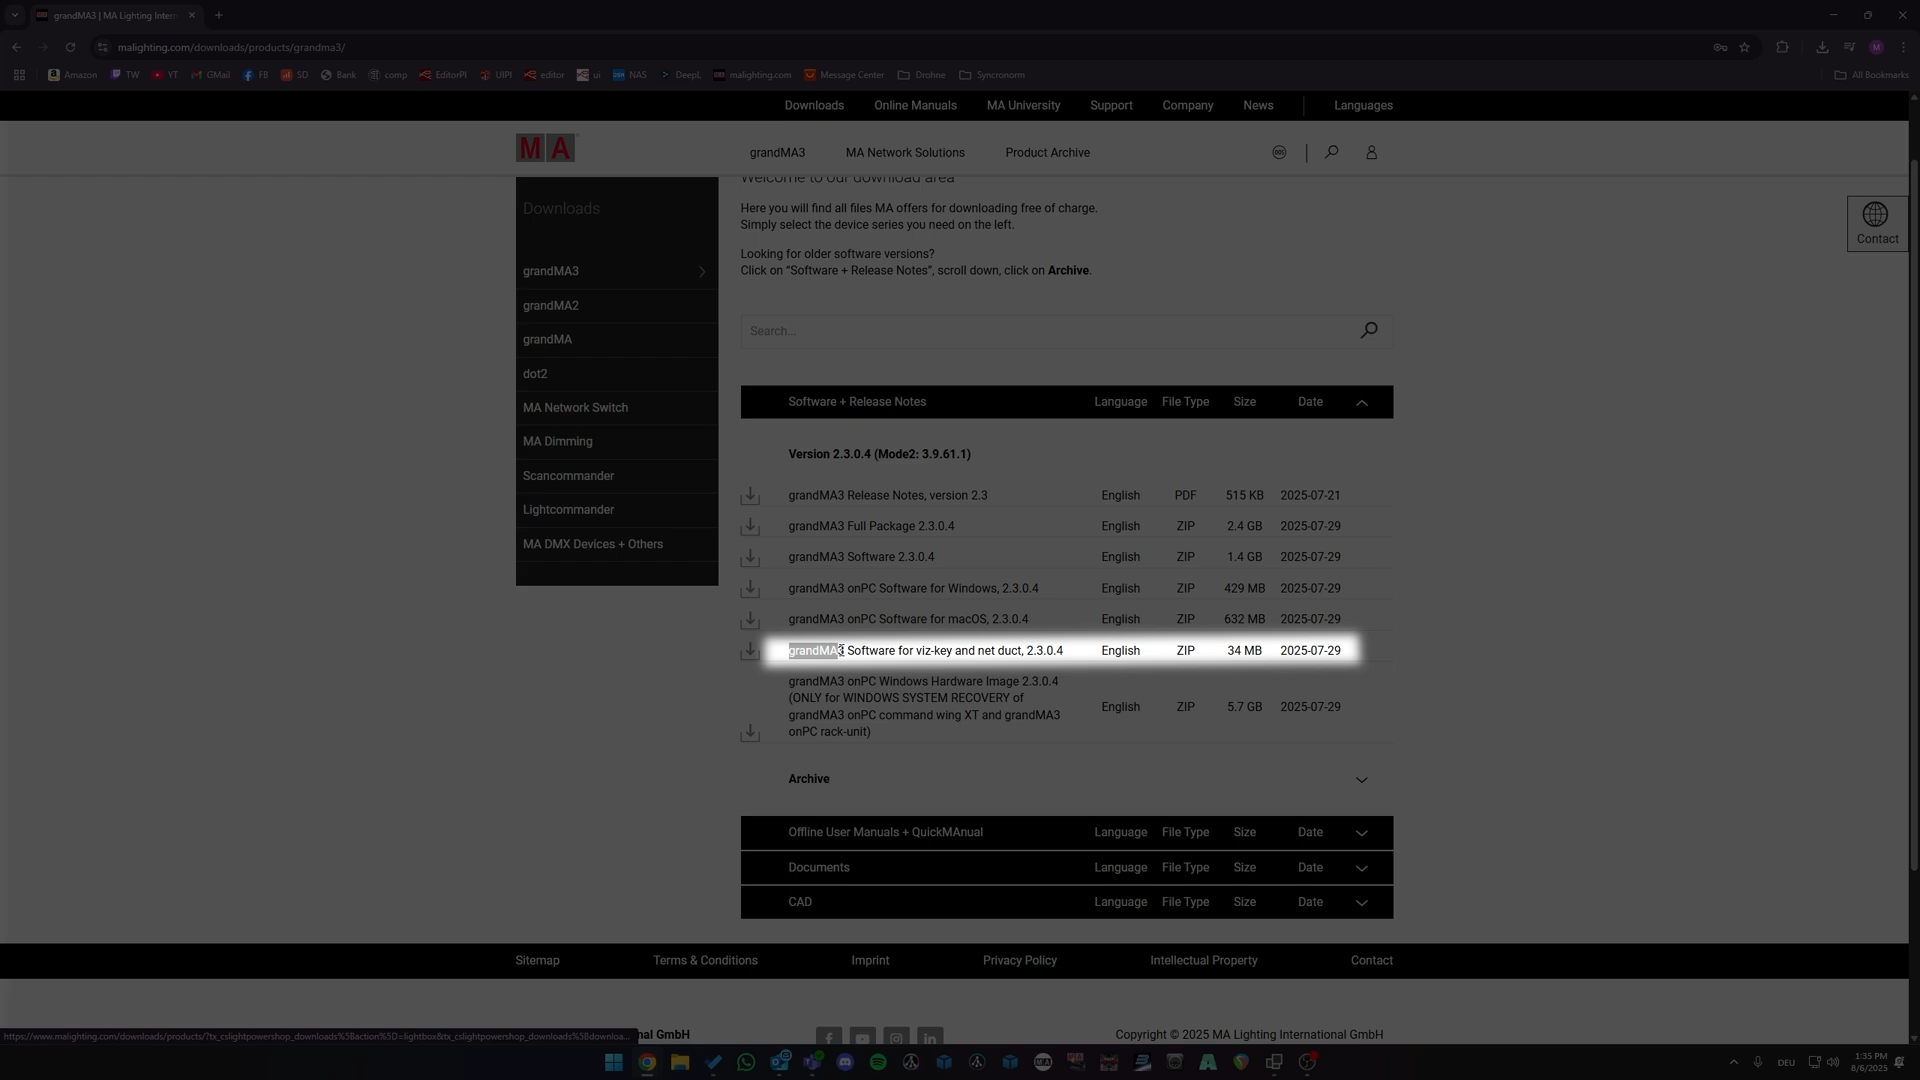 grandMA3 | MA Lighting Intern
malighting.com/downloads/products/grandma3/
Amazon TW YT GMail FB SD Bank comp EditorPI UIPI editor ui NAS DeepL malighting.com Message Center Drohne Syncronorm All Bookmarks
Downloads Online Manuals MA University Support Company News Languages
MA grandMA3 MA Network Solutions Product Archive
Downloads
grandMA3
grandMA2
grandMA
dot2
MA Network Switch
MA Dimming
Scancommander
Lightcommander
MA DMX Devices + Others
Welcome to our download area
Here you will find all files MA offers for downloading free of charge.
Simply select the device series you need on the left.
Looking for older software versions?
Click on “Software + Release Notes”, scroll down, click on Archive.
Contact
Search...
Software + Release Notes Language File Type Size Date
Version 2.3.0.4 (Mode2: 3.9.61.1)
grandMA3 Release Notes, version 2.3 English PDF 515 KB 2025-07-21
grandMA3 Full Package 2.3.0.4 English ZIP 2.4 GB 2025-07-29
grandMA3 Software 2.3.0.4 English ZIP 1.4 GB 2025-07-29
grandMA3 onPC Software for Windows, 2.3.0.4 English ZIP 429 MB 2025-07-29
grandMA3 onPC Software for macOS, 2.3.0.4 English ZIP 632 MB 2025-07-29
grandMA3 Software for viz-key and net duct, 2.3.0.4 English ZIP 34 MB 2025-07-29
grandMA3 onPC Windows Hardware Image 2.3.0.4
(ONLY for WINDOWS SYSTEM RECOVERY of
grandMA3 onPC command wing XT and grandMA3
onPC rack-unit) English ZIP 5.7 GB 2025-07-29
Archive
Offline User Manuals + QuickMAnual Language File Type Size Date
Documents Language File Type Size Date
CAD Language File Type Size Date
Sitemap Terms & Conditions Imprint Privacy Policy Intellectual Property Contact
https://www.malighting.com/downloads/products/?tx_cslightpowershop_downloads%5Baction%5D=lightbox&tx_cslightpowershop_downloads%5Bdownloa...
nal GmbH Copyright © 2025 MA Lighting International GmbH
DEU 1:35 PM
8/6/2025